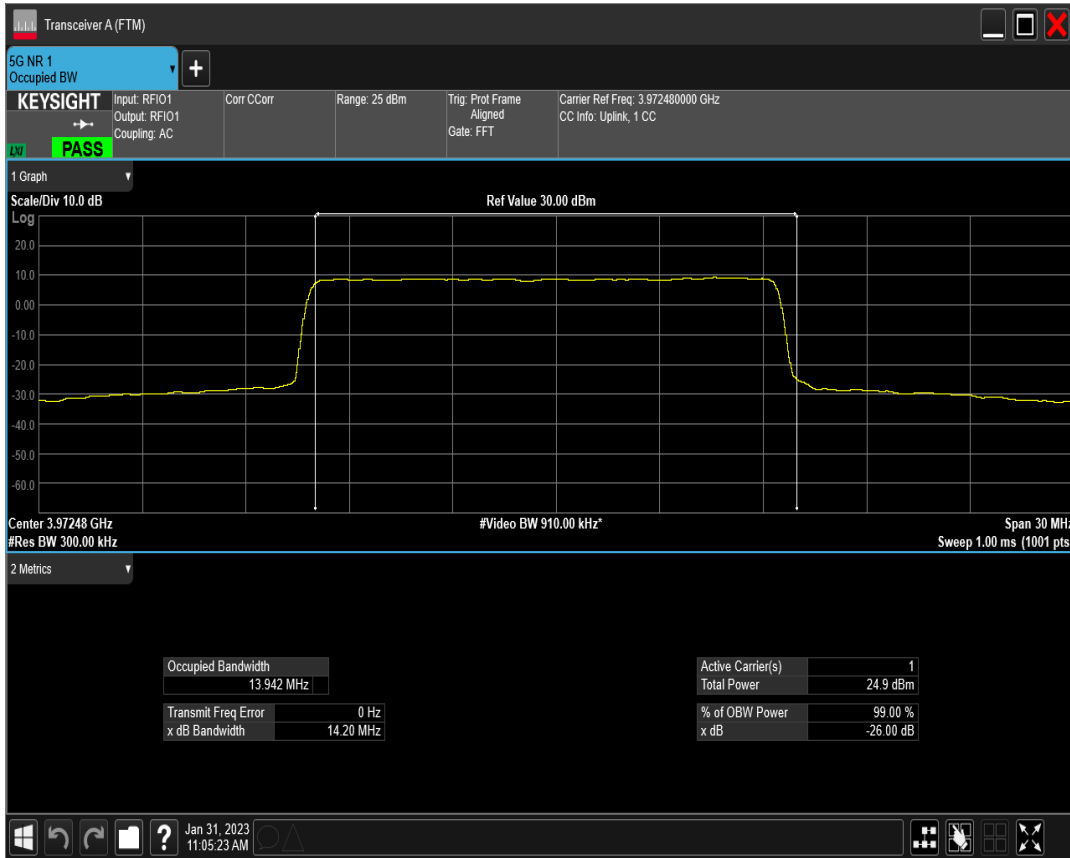 Transceiver A (FTM)
5G NR 1
Occupied BW
+
KEYSIGHT
Input: RFIO1
Output: RFIO1
Coupling: AC
Corr CCorr
Range: 25 dBm
Trig: Prot Frame
Aligned
Gate: FFT
Carrier Ref Freq: 3.972480000 GHz
CC Info: Uplink, 1 CC
LXI
PASS
1 Graph
Scale/Div 10.0 dB
Ref Value 30.00 dBm
Log
20.0
10.0
0.00
-10.0
-20.0
-30.0
-40.0
-50.0
-60.0
Center 3.97248 GHz
#Video BW 910.00 kHz*
Span 30 MHz
#Res BW 300.00 kHz
Sweep 1.00 ms (1001 pts
2 Metrics
Occupied Bandwidth
13.942 MHz
Transmit Freq Error 0 Hz
x dB Bandwidth 14.20 MHz
Active Carrier(s) 1
Total Power 24.9 dBm
% of OBW Power 99.00 %
x dB -26.00 dB
?
Jan 31, 2023
11:05:23 AM